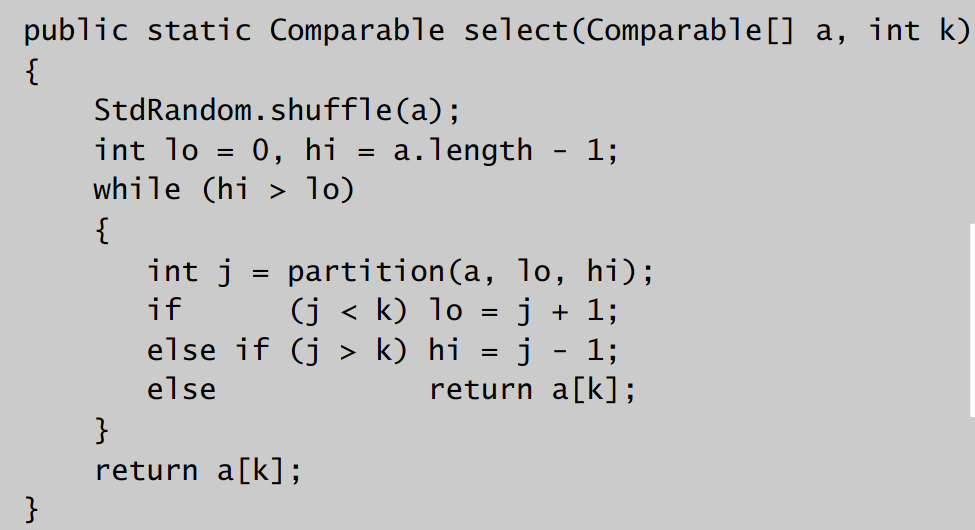 public static Comparable select(Comparable[] a, int k)
{
    StdRandom.shuffle(a);
    int lo = 0, hi = a.length - 1;
    while (hi > lo)
    {
       int j = partition(a, lo, hi);
       if      (j < k) lo = j + 1;
       else if (j > k) hi = j - 1;
       else            return a[k];
    }
    return a[k];
}